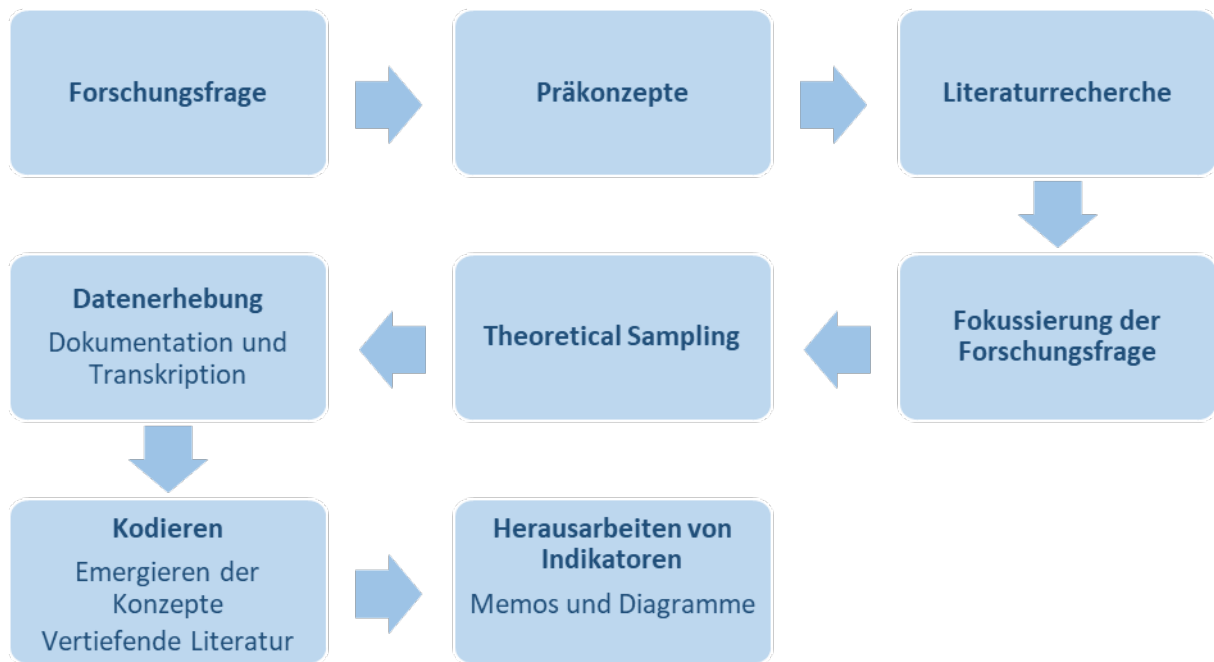 Forschungsfrage
Präkonzepte
Literaturrecherche
Fokussierung der
Forschungsfrage
Theoretical Sampling
Datenerhebung
Dokumentation und
Transkription
Kodieren
Emergieren der
Konzepte
Vertiefende Literatur
Herausarbeiten von
Indikatoren
Memos und Diagramme